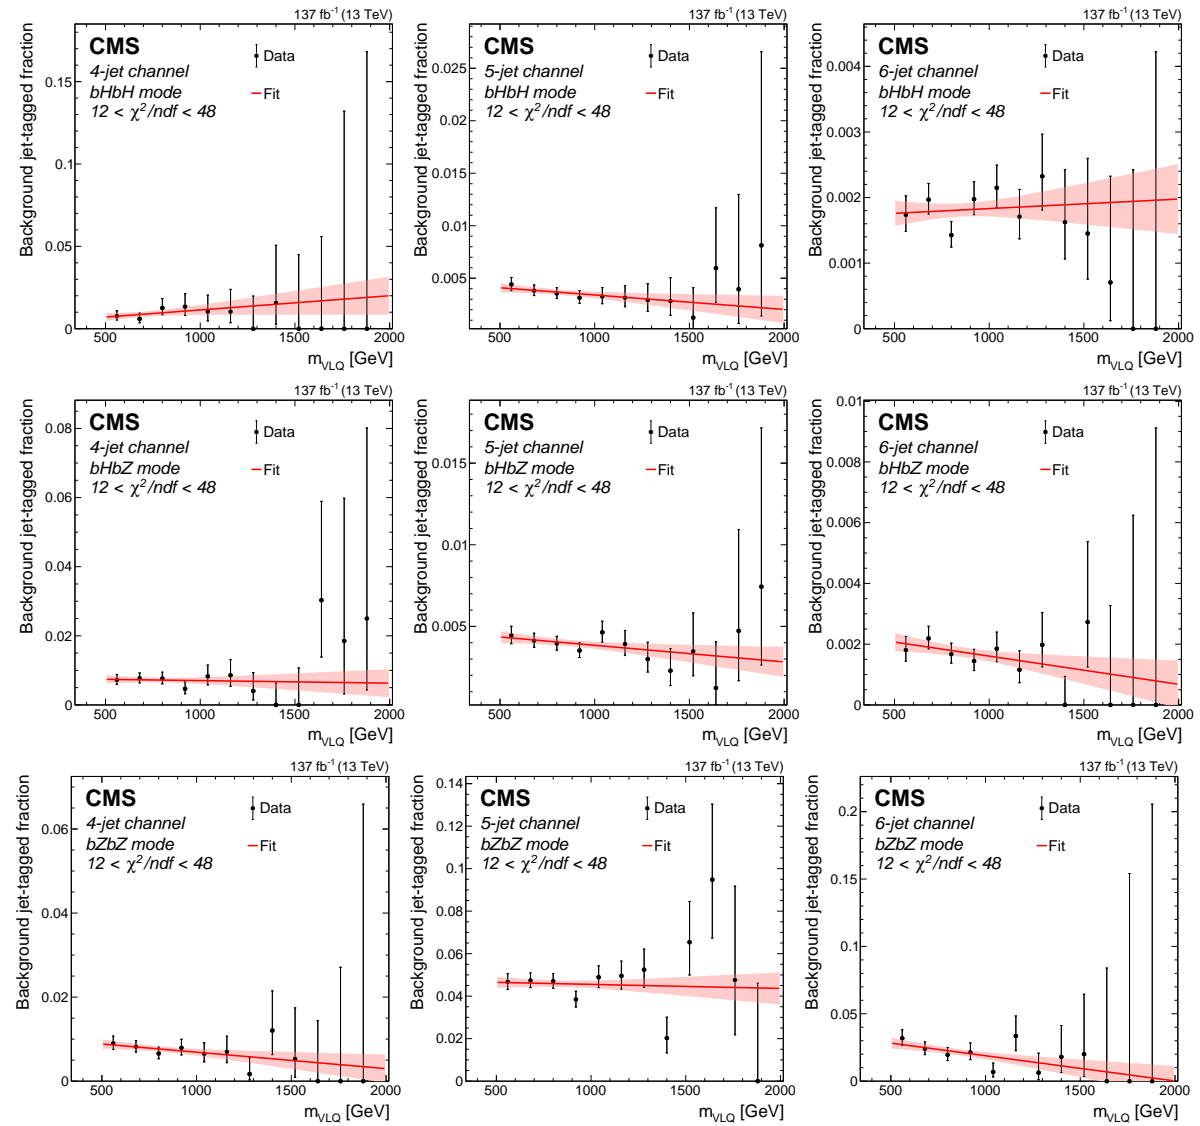 137 fb⁻¹ (13 TeV)
CMS
4-jet channel
bHbH mode
12 < χ²/ndf < 48
Data
Fit
Background jet-tagged fraction
0.15
0.1
0.05
0
500 1000 1500 2000
m_VLQ [GeV]
137 fb⁻¹ (13 TeV)
CMS
5-jet channel
bHbH mode
12 < χ²/ndf < 48
Data
Fit
Background jet-tagged fraction
0.025
0.02
0.015
0.01
0.005
0
500 1000 1500 2000
m_VLQ [GeV]
137 fb⁻¹ (13 TeV)
CMS
6-jet channel
bHbH mode
12 < χ²/ndf < 48
Data
Fit
Background jet-tagged fraction
0.004
0.003
0.002
0.001
0
500 1000 1500 2000
m_VLQ [GeV]
137 fb⁻¹ (13 TeV)
CMS
4-jet channel
bHbZ mode
12 < χ²/ndf < 48
Data
Fit
Background jet-tagged fraction
0.08
0.06
0.04
0.02
0
500 1000 1500 2000
m_VLQ [GeV]
137 fb⁻¹ (13 TeV)
CMS
5-jet channel
bHbZ mode
12 < χ²/ndf < 48
Data
Fit
Background jet-tagged fraction
0.015
0.01
0.005
500 1000 1500 2000
m_VLQ [GeV]
137 fb⁻¹ (13 TeV)
CMS
6-jet channel
bHbZ mode
12 < χ²/ndf < 48
Data
Fit
Background jet-tagged fraction
0.01
0.008
0.006
0.004
0.002
0
500 1000 1500 2000
m_VLQ [GeV]
137 fb⁻¹ (13 TeV)
CMS
4-jet channel
bZbZ mode
12 < χ²/ndf < 48
Data
Fit
Background jet-tagged fraction
0.06
0.04
0.02
0
500 1000 1500 2000
m_VLQ [GeV]
137 fb⁻¹ (13 TeV)
CMS
5-jet channel
bZbZ mode
12 < χ²/ndf < 48
Data
Fit
Background jet-tagged fraction
0.14
0.12
0.1
0.08
0.06
0.04
0.02
0
500 1000 1500 2000
m_VLQ [GeV]
137 fb⁻¹ (13 TeV)
CMS
6-jet channel
bZbZ mode
12 < χ²/ndf < 48
Data
Fit
Background jet-tagged fraction
0.2
0.15
0.1
0.05
0
500 1000 1500 2000
m_VLQ [GeV]